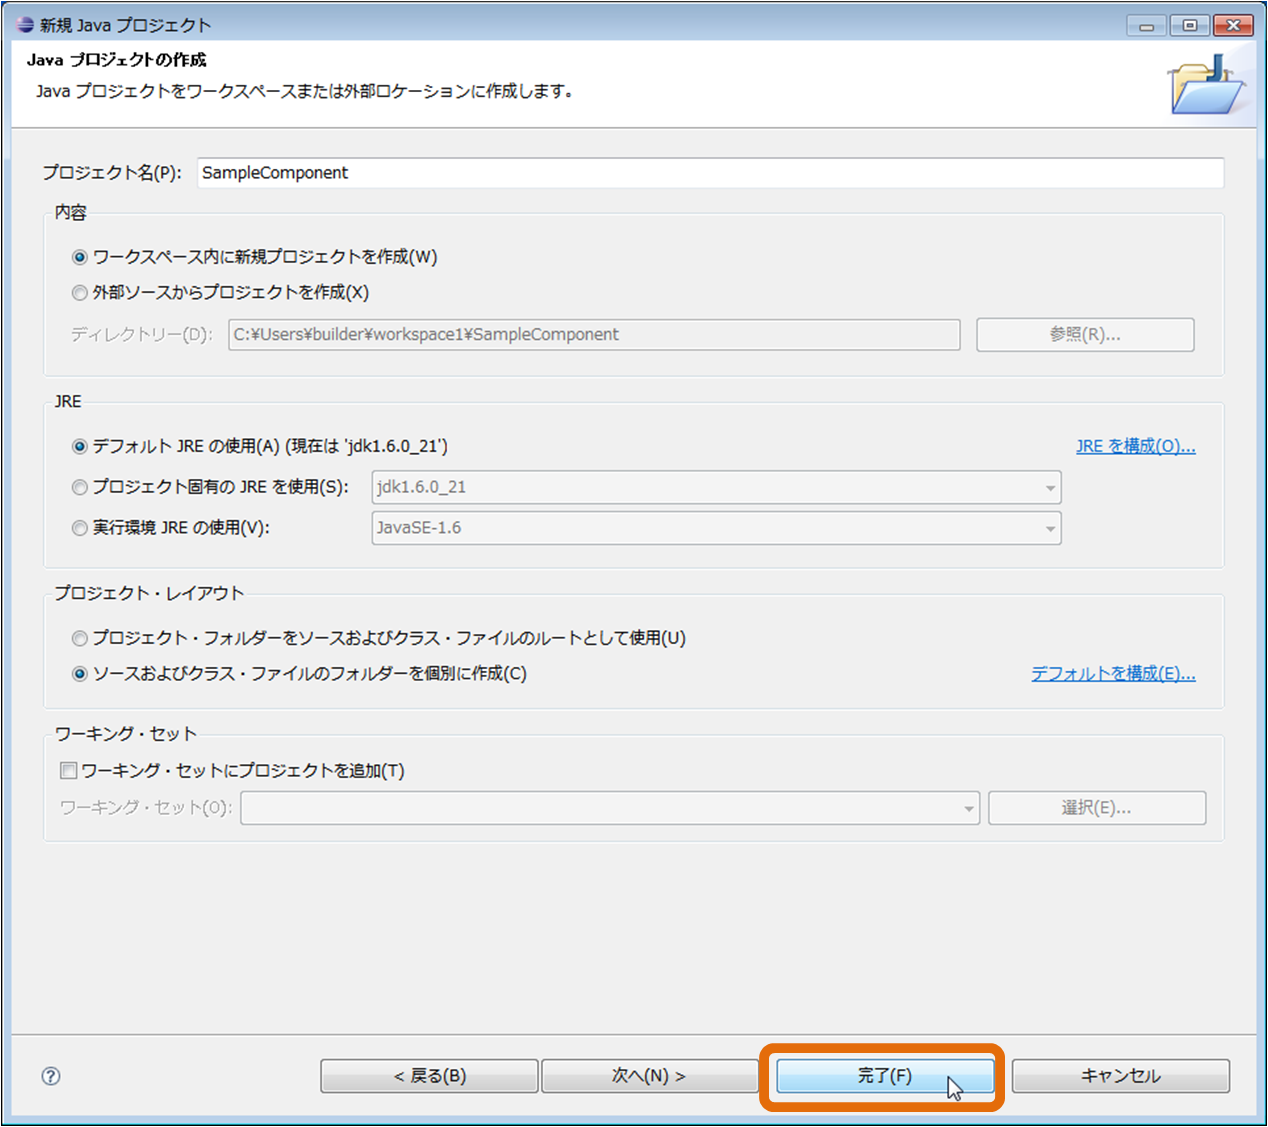 新規 Java プロジェクト
Java プロジェクトの作成
Java プロジェクトをワークスペースまたは外部ロケーションに作成します。
プロジェクト名(P): SampleComponent
内容
ワークスペース内に新規プロジェクトを作成(W)
外部ソースからプロジェクトを作成(X)
ディレクトリー(D): C:¥Users¥builder¥workspace1¥SampleComponent 参照(R)...
JRE
デフォルト JRE の使用(A) (現在は 'jdk1.6.0_21') JRE を構成(O)...
プロジェクト固有の JRE を使用(S): jdk1.6.0_21
実行環境 JRE の使用(V): JavaSE-1.6
プロジェクト・レイアウト
プロジェクト・フォルダーをソースおよびクラス・ファイルのルートとして使用(U)
ソースおよびクラス・ファイルのフォルダーを個別に作成(C) デフォルトを構成(E)...
ワーキング・セット
ワーキング・セットにプロジェクトを追加(T)
ワーキング・セット(O): 選択(E)...
? < 戻る(B) 次へ(N) > 完了(F) キャンセル